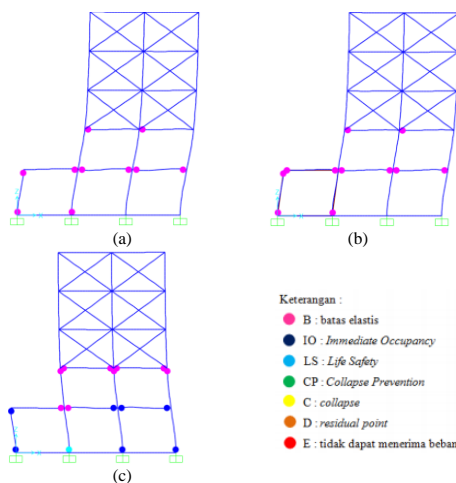 (a)
(b)
(c)
Keterangan :
B : batas elastis
IO : Immediate Occupancy
LS : Life Safety
CP : Collapse Prevention
C : collapse
D : residual point
E : tidak dapat menerima beban